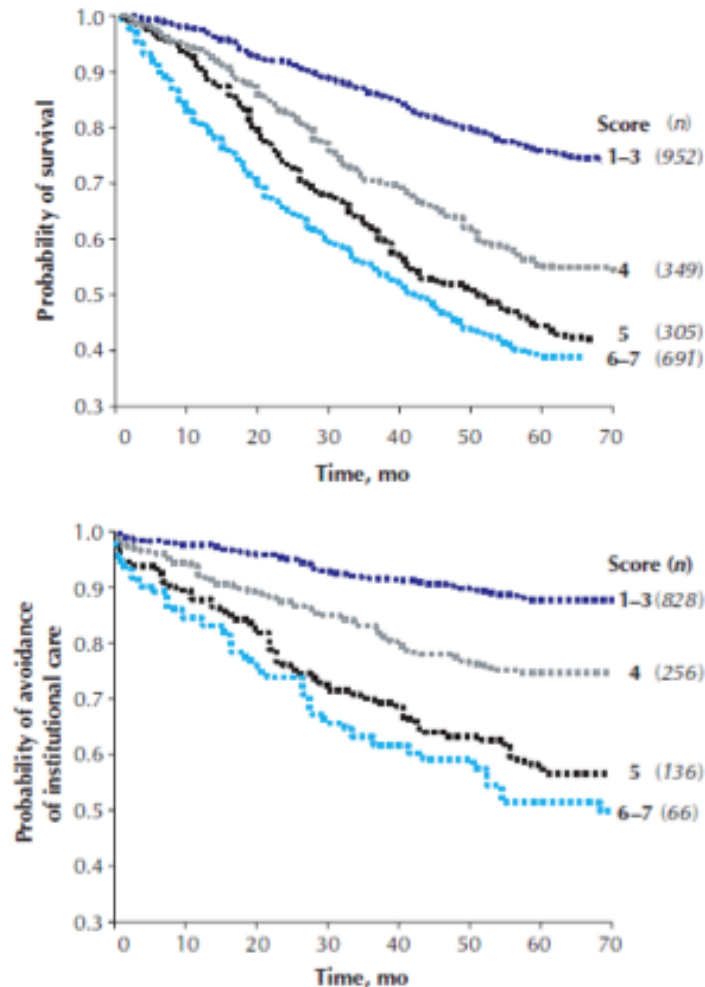 Probability of survival
1.0
0.9
0.8
0.7
0.6
0.5
0.4
0.3
0 10 20 30 40 50 60 70
Time, mo
Score (n)
1–3 (952)
4 (349)
5 (305)
6–7 (691)
Probability of avoidance
of institutional care
1.0
0.9
0.8
0.7
0.6
0.5
0.4
0.3
0 10 20 30 40 50 60 70
Time, mo
Score (n)
1–3 (828)
4 (256)
5 (136)
6–7 (66)